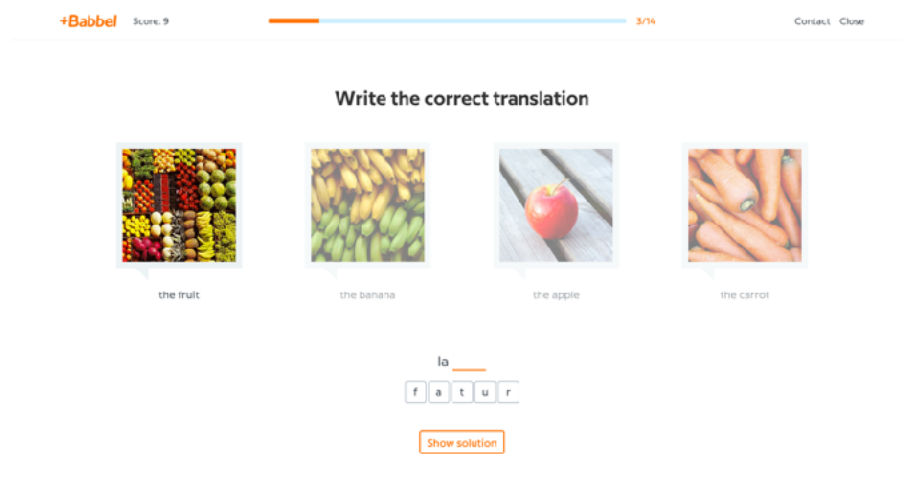 +Babbel Score: 9 3/14 Contact Close
Write the correct translation
the fruit the banana the apple the carrot
la ____
f a t u r
Show solution